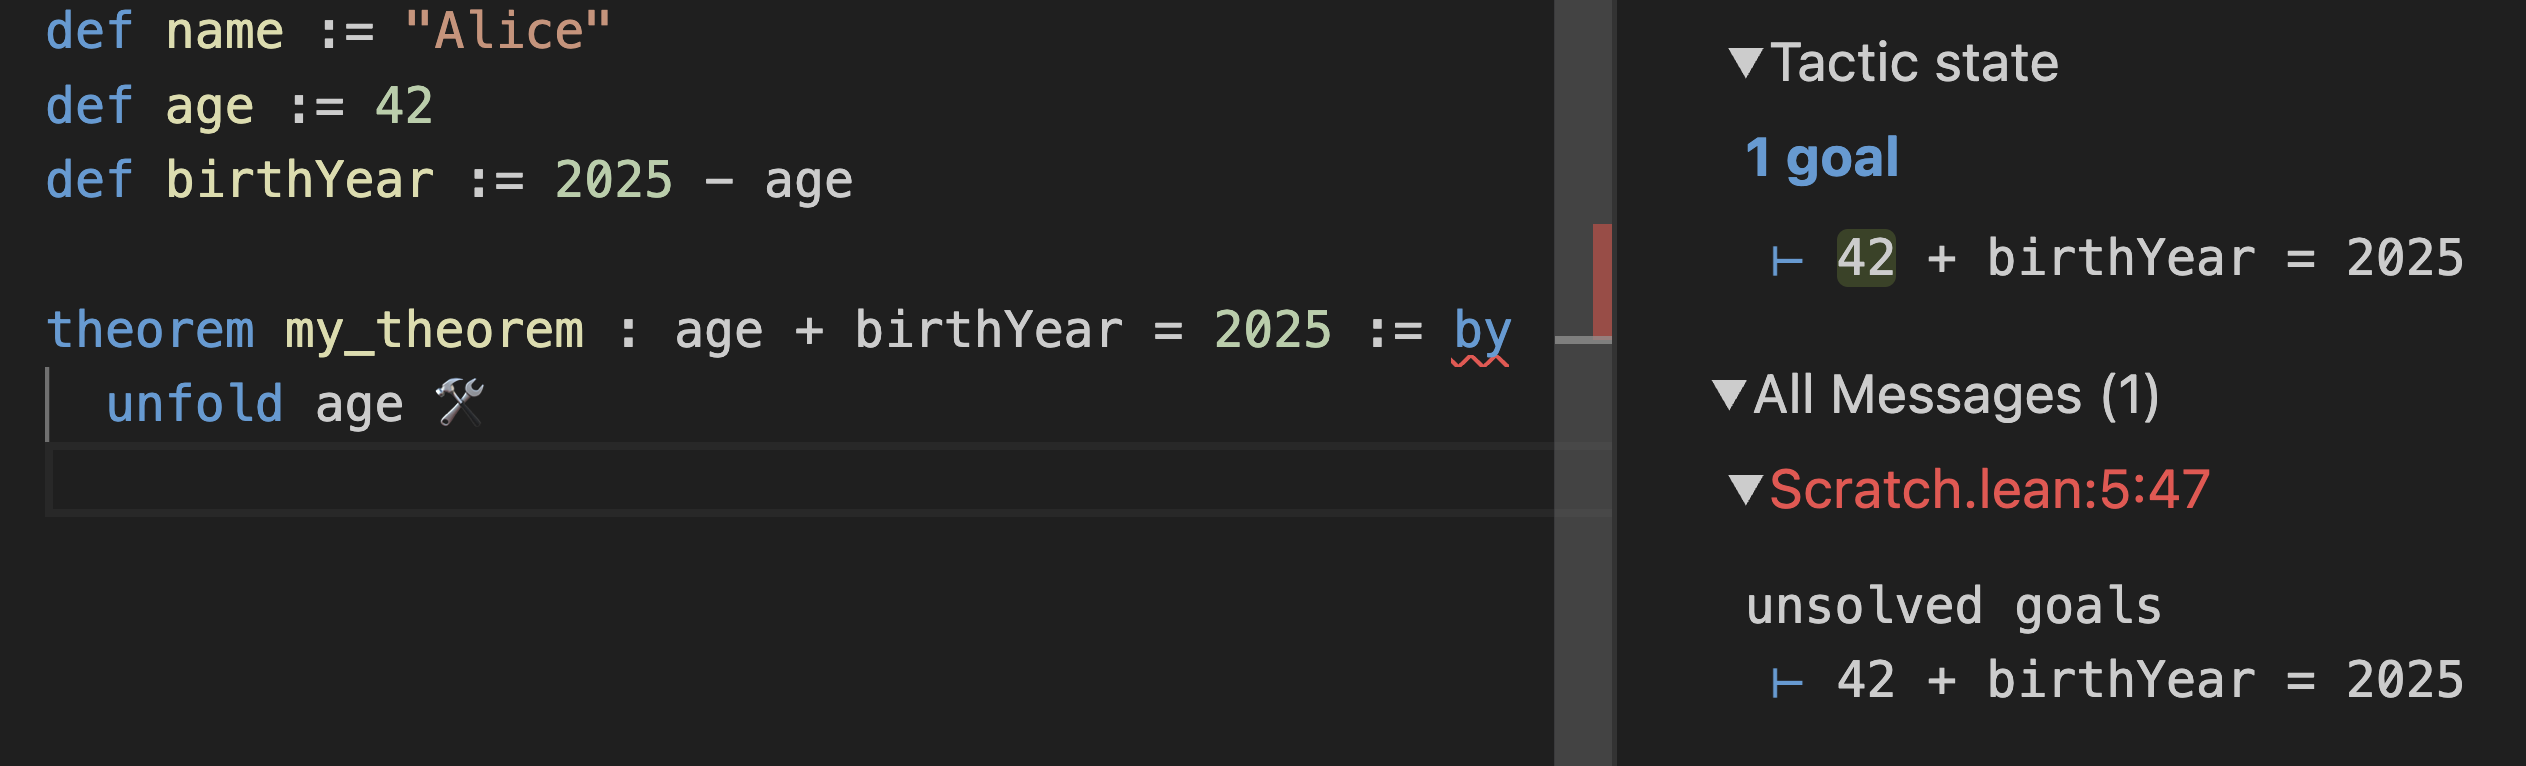 def name := "Alice"
def age := 42
def birthYear := 2025 - age
theorem my_theorem : age + birthYear = 2025 := by
  unfold age 🛠️
▼Tactic state
1 goal
⊢ 42 + birthYear = 2025
▼All Messages (1)
▼Scratch.lean:5:47
unsolved goals
⊢ 42 + birthYear = 2025